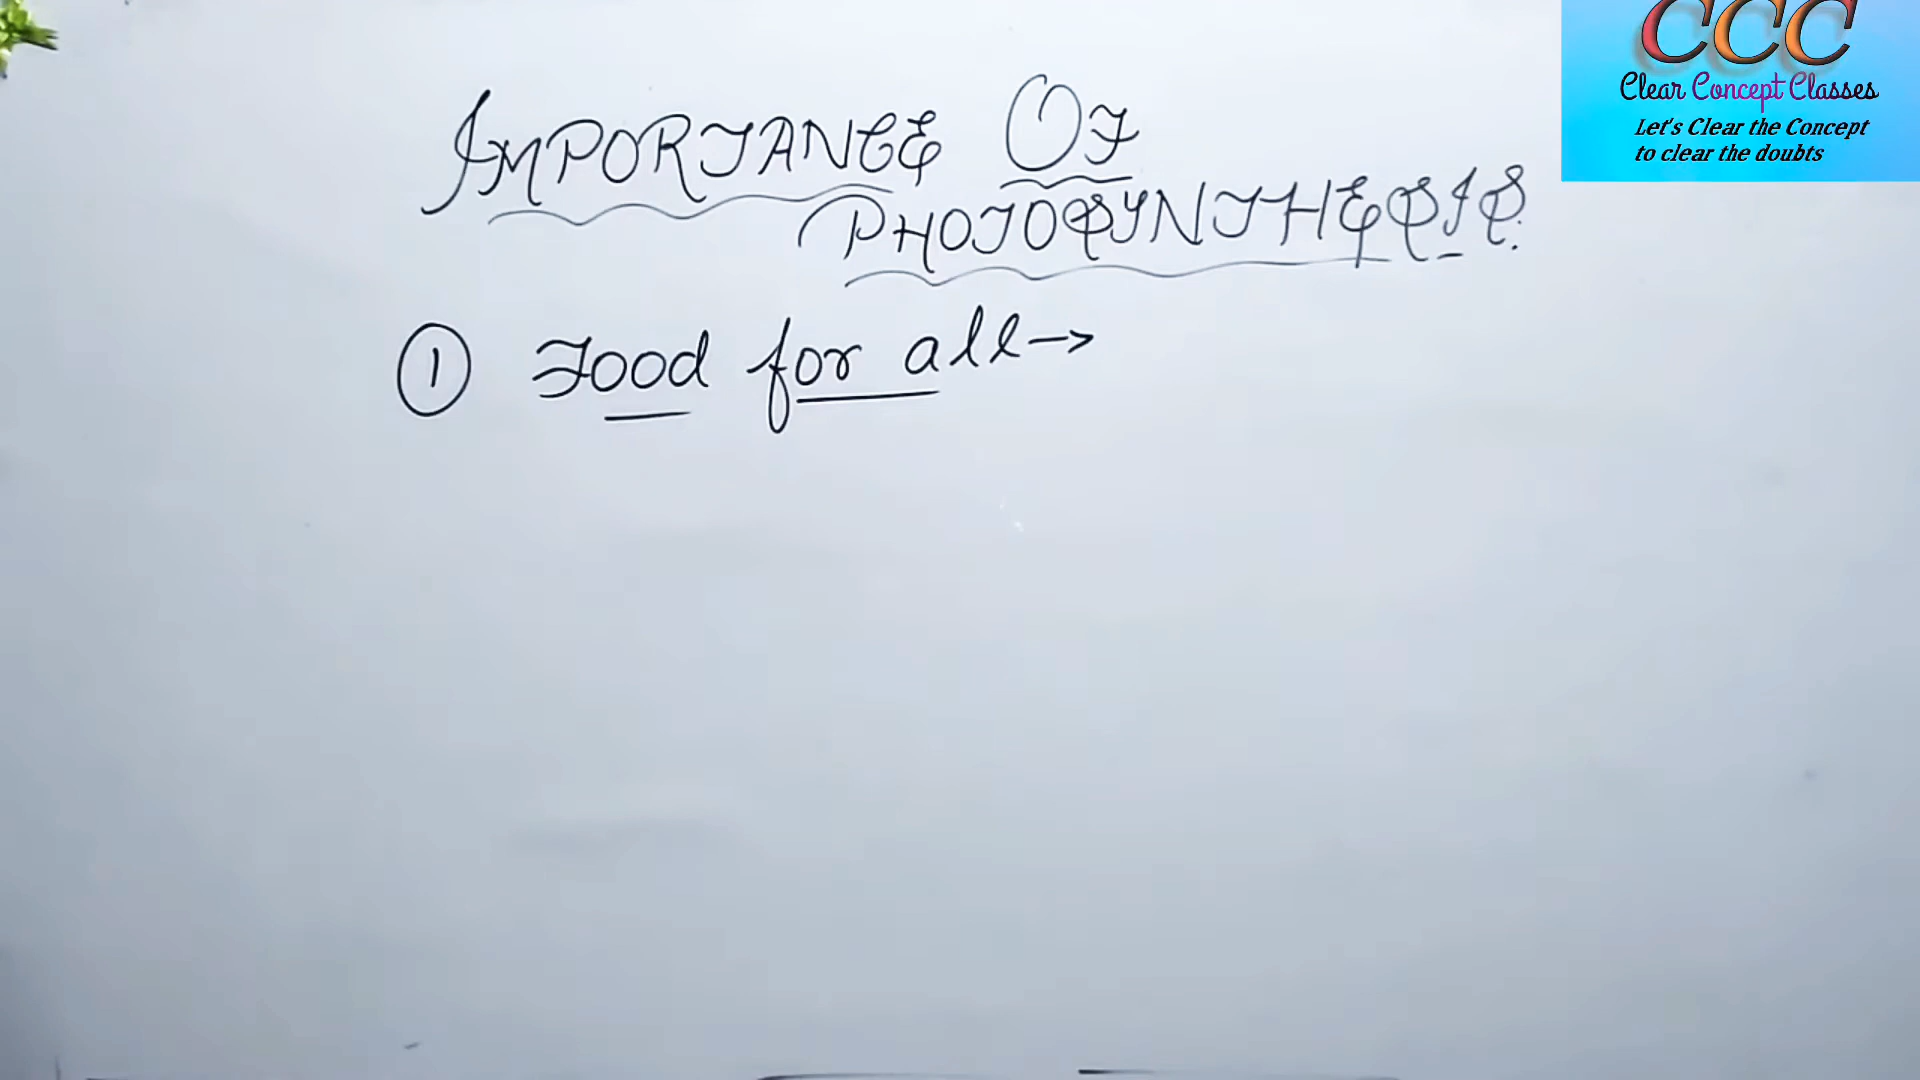 CCC
Clear Concept Classes
Let's Clear the Concept
to clear the doubts
IMPORTANCE OF
PHOTOSYNTHESIS.
① Food for all→